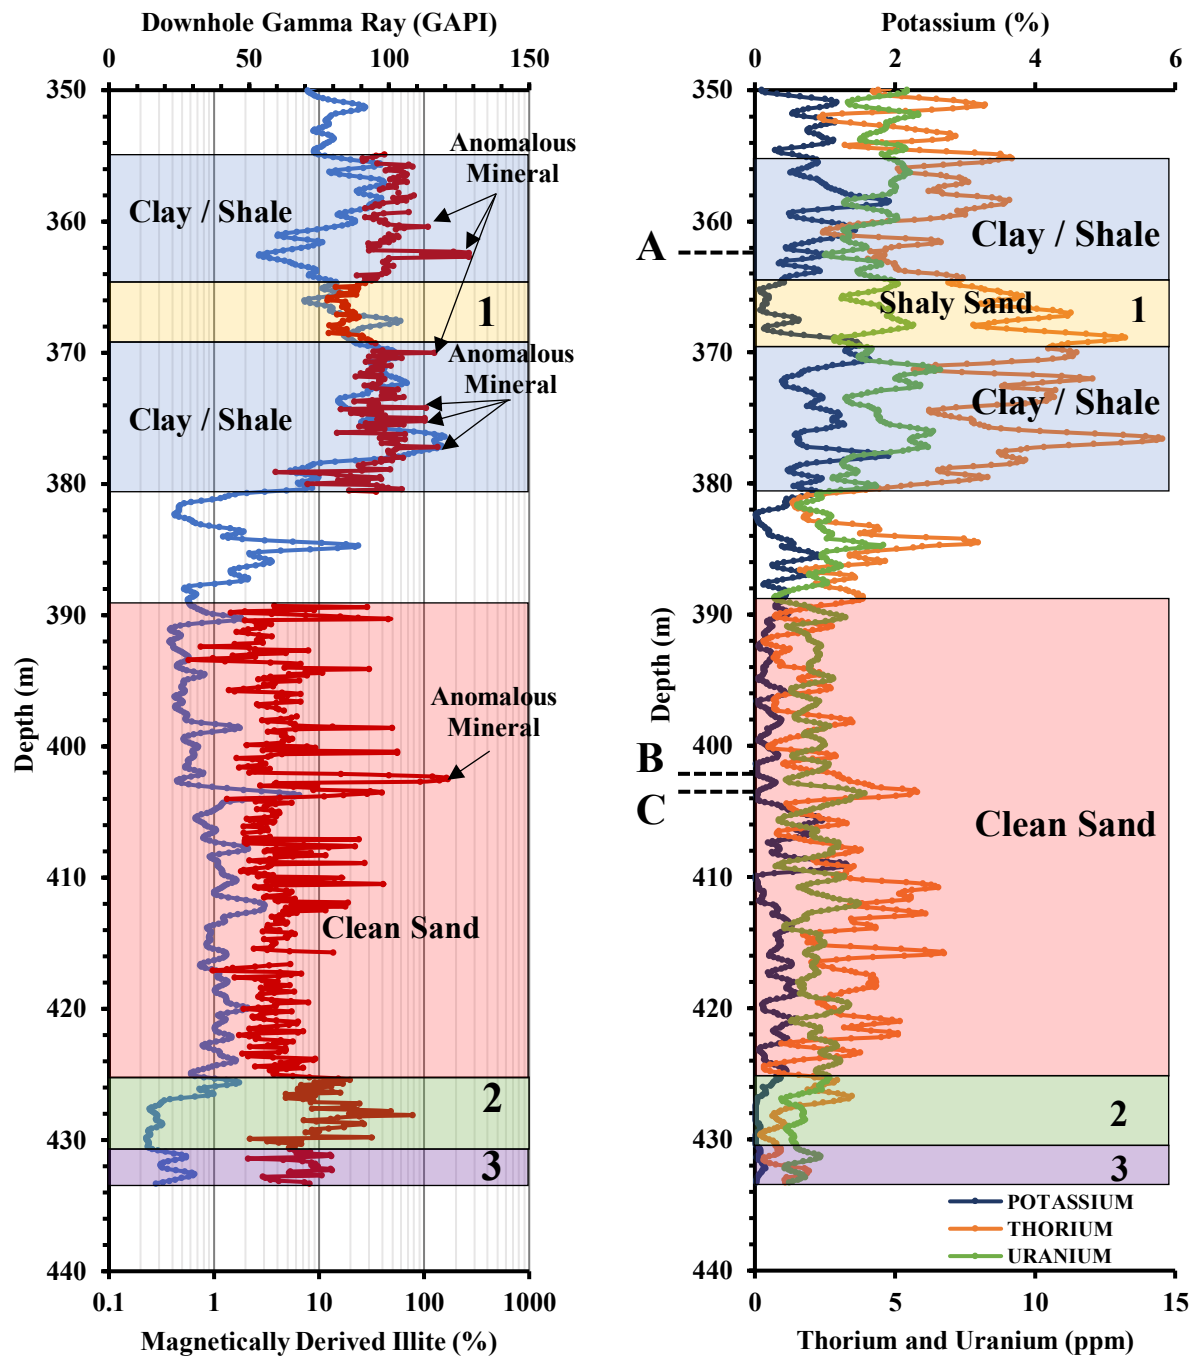 Downhole Gamma Ray (GAPI)
0 50 100 150
350
360
370
380
390
400
410
420
430
440
Depth (m)
Anomalous
Mineral
Clay / Shale
1
Anomalous
Mineral
Clay / Shale
Anomalous
Mineral
Clean Sand
2
3
0.1 1 10 100 1000
Magnetically Derived Illite (%)
Potassium (%)
0 2 4 6
350
360
370
380
390
400
410
420
430
440
Depth (m)
A
B
C
Clay / Shale
Shaly Sand 1
Clay / Shale
Clean Sand
2
3
POTASSIUM
THORIUM
URANIUM
0 5 10 15
Thorium and Uranium (ppm)